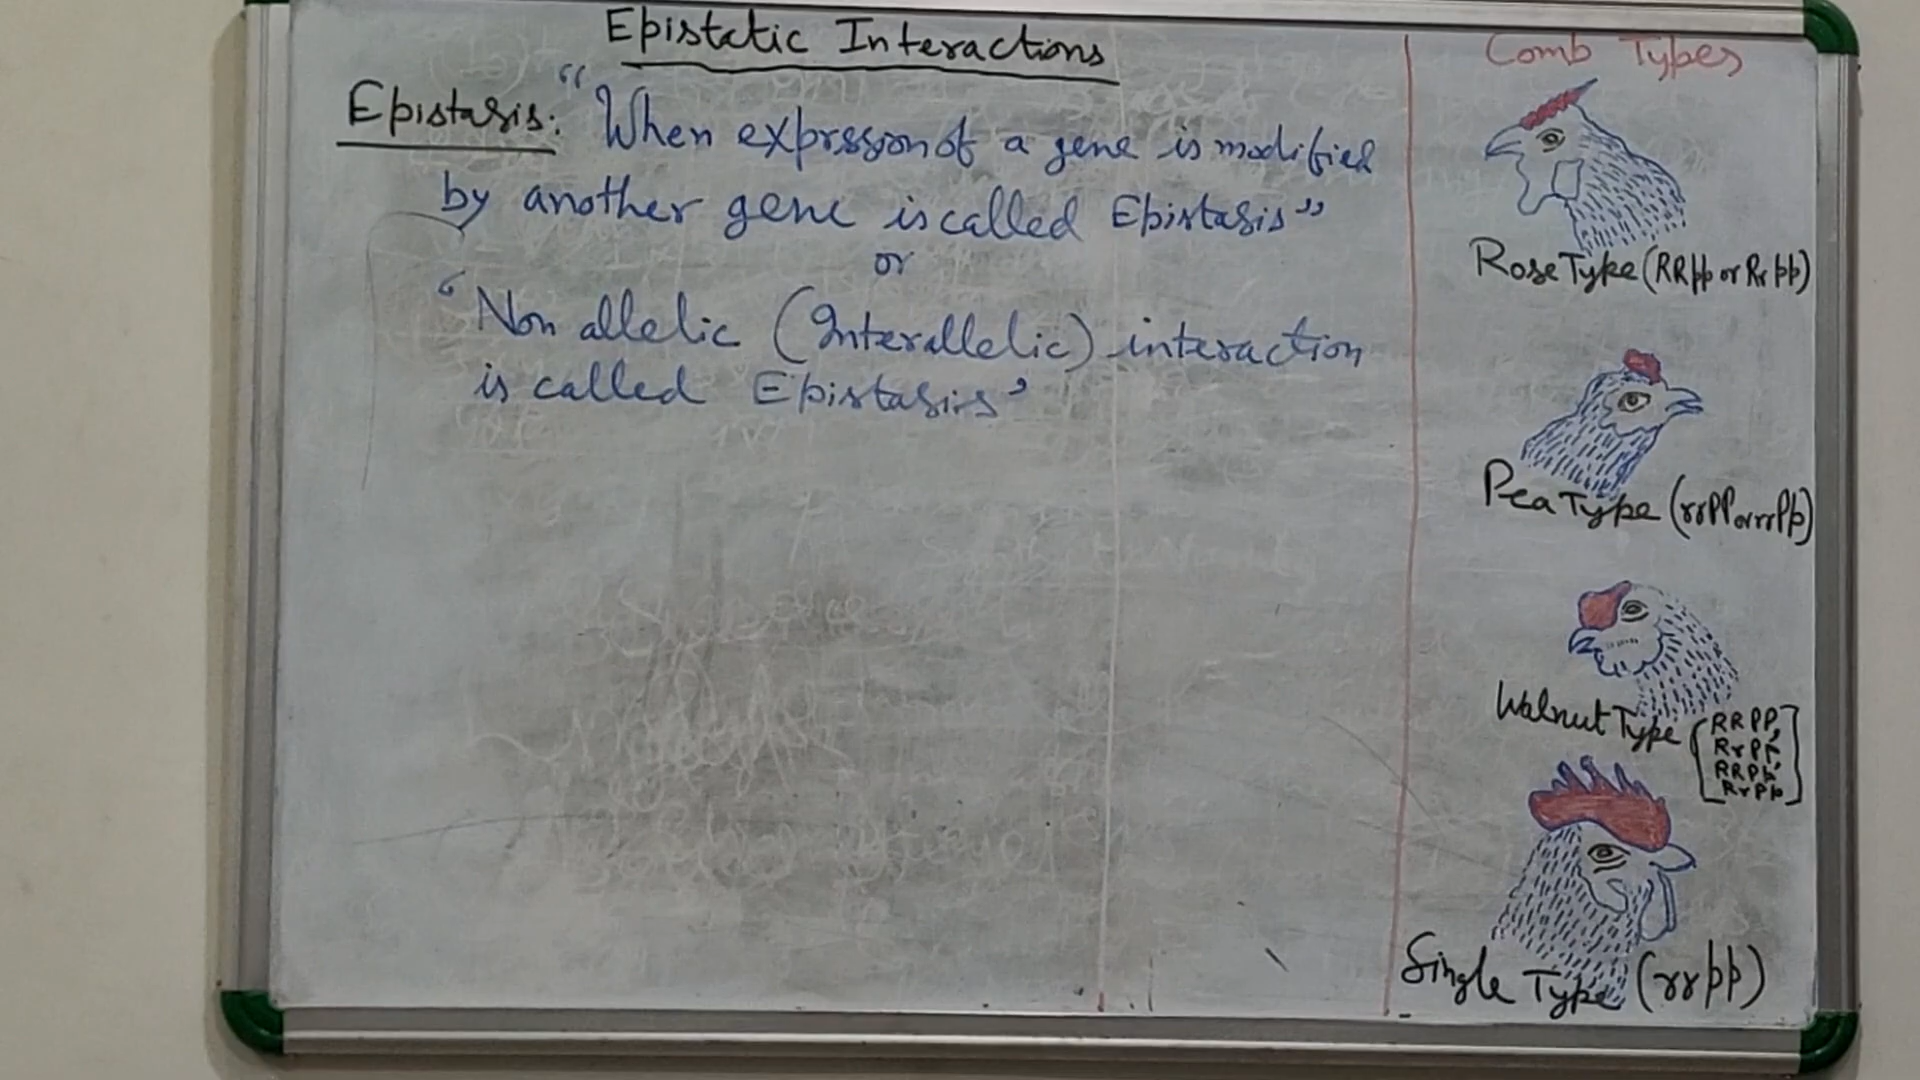 Epistatic Interactions
Epistasis: "When expression of a gene is modified
by another gene is called Epistasis"
or
"Non allelic (Interallelic) interaction
is called Epistasis"
Comb Types
Rose Type (RRpp or Rrpp)
Pea Type (rrPP or rrPp)
Walnut Type [RRPP,
RrPP,
RRPp,
RrPp]
Single Type (rrpp)